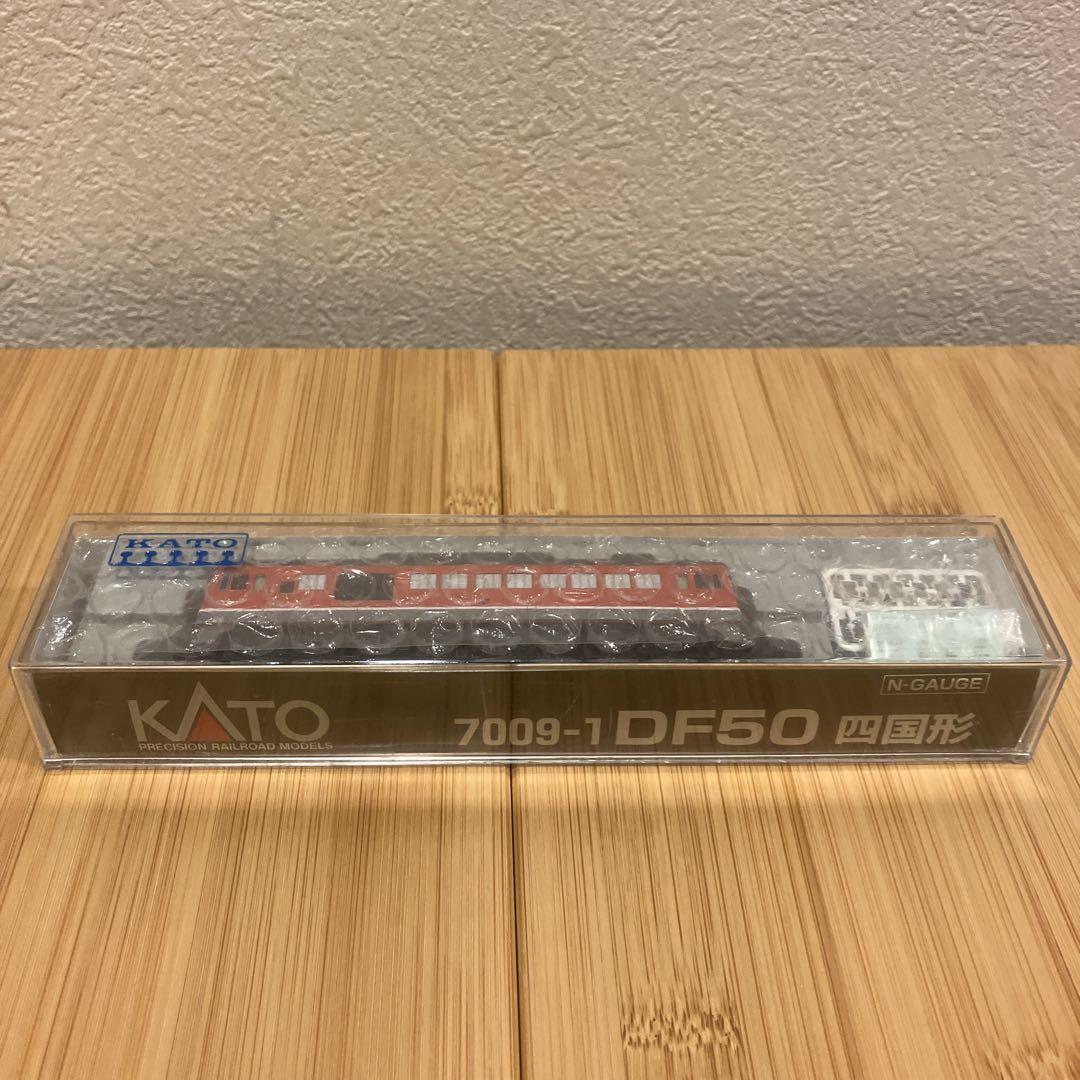 KATO
N-GAUGE
KATO
PRECISION RAILROAD MODELS
7009-1 DF50 四国形